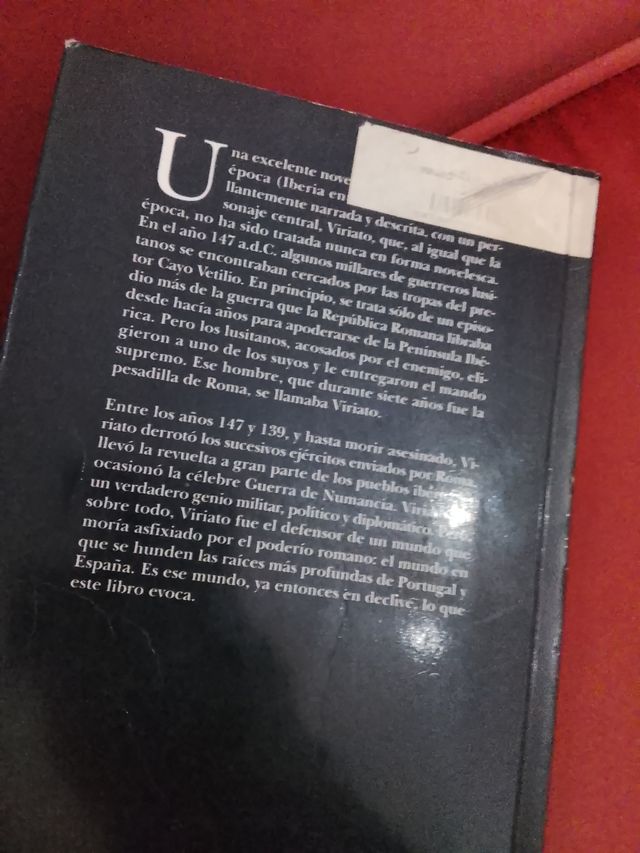 Una excelente
época (Iberia en
llantemente narrada y descrita, con un per-
sonaje central, Viriato, que, al igual que la
época, no ha sido tratada nunca en forma novelesca.
En el año 147 a.d.C. algunos millares de guerreros lusi-
tanos se encontraban cercados por las tropas del pre-
tor Cayo Vetilio. En principio, se trata sólo de un episo-
dio más de la guerra que la República Romana libraba
desde hacía años para apoderarse de la Península Ibé-
rica. Pero los lusitanos, acosados por el enemigo, eli-
gieron a uno de los suyos y le entregaron el mando
supremo. Ese hombre, que durante siete años fue la
pesadilla de Roma, se llamaba Viriato.
Entre los años 147 y 139, y hasta morir asesinado, Vi-
riato derrotó los sucesivos ejércitos enviados por Roma,
llevó la revuelta a gran parte de los pueblos
ocasionó la célebre Guerra de Numancia.
un verdadero genio militar, político y diplomático. Pero,
sobre todo, Viriato fue el defensor de un mundo que
moría asfixiado por el poderío romano: el mundo en
que se hunden las raíces más profundas de Portugal y
España. Es ese mundo, ya entonces en declive, lo que
este libro evoca.